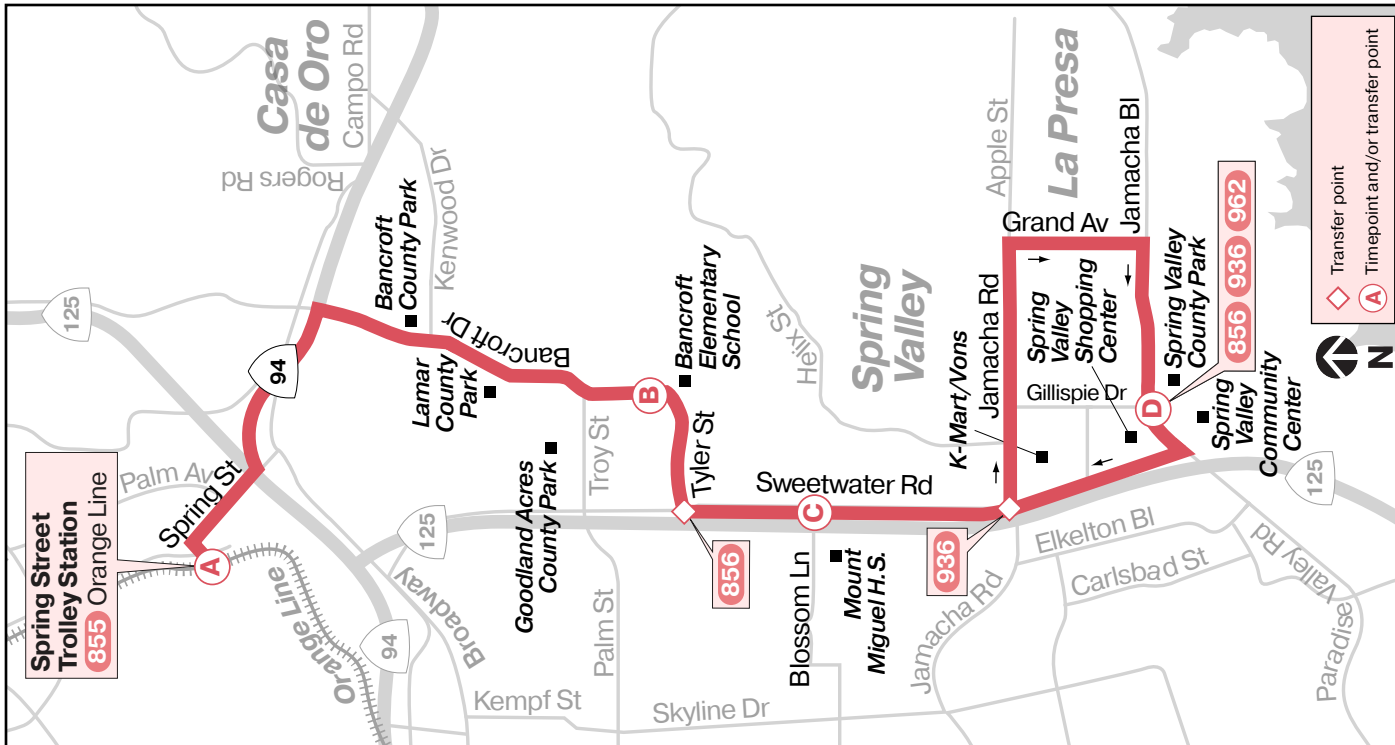 Spring Street
Trolley Station
855 Orange Line
A
Orange Line
Spring St
Palm Av
125
94
94
125
Broadway
Casa
de Oro
Campo Rd
Rogers Rd
Kenwood Dr
Bancroft
County Park
Lamar
County
Park
Bancroft Dr
Goodland Acres
County Park
Troy St
Palm St
B
Bancroft
Elementary
School
Tyler St
856
Kempf St
Skyline Dr
Sweetwater Rd
C
Blossom Ln
Mount
Miguel H.S.
Helix St
Spring
Valley
936
K-Mart/Vons
Jamacha Rd
Jamacha Rd
Apple St
La Presa
Grand Av
Jamacha Bl
Spring
Valley
Shopping
Center
Gillispie Dr
D
Spring Valley
County Park
856 936 962
Spring
Valley
Community
Center
125
Elkelton Bl
Carlsbad St
Paradise
Valley Rd
N
Transfer point
A Timepoint and/or transfer point